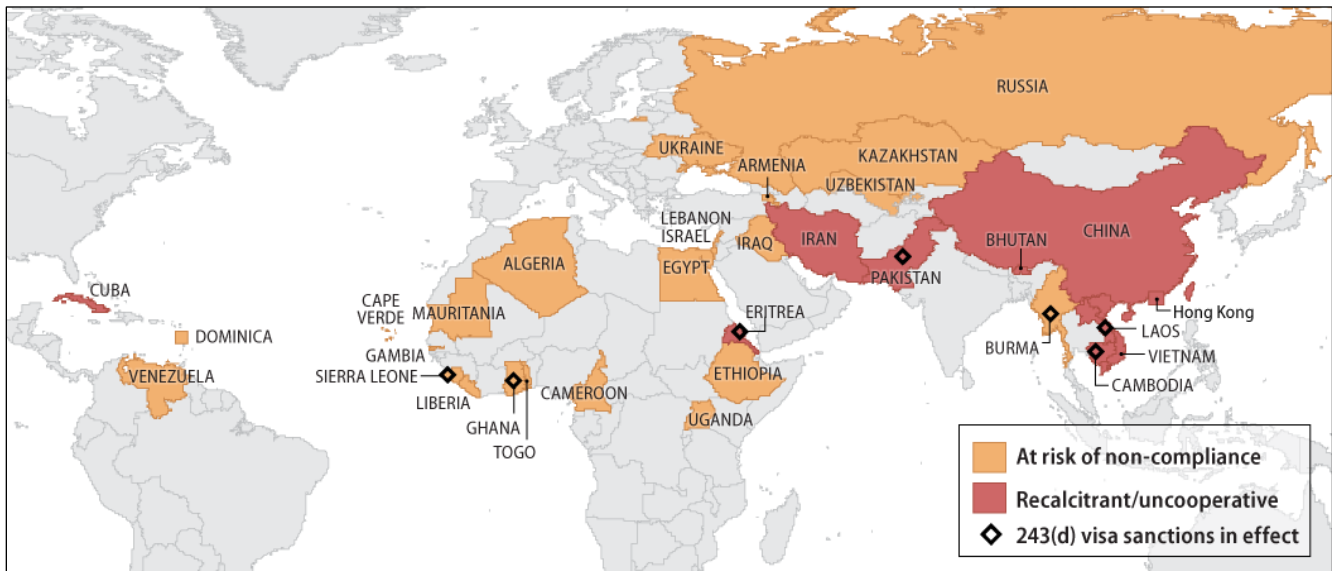 RUSSIA
UKRAINE
ARMENIA
KAZAKHSTAN
UZBEKISTAN
LEBANON
ISRAEL
IRAQ
IRAN
BHUTAN
CHINA
PAKISTAN
ALGERIA
EGYPT
CUBA
CAPE
VERDE
MAURITANIA
ERITREA
Hong Kong
DOMINICA
LAOS
BURMA
VIETNAM
GAMBIA
VENEZUELA
SIERRA LEONE
ETHIOPIA
CAMBODIA
LIBERIA
CAMEROON
GHANA
UGANDA
TOGO
At risk of non-compliance
Recalcitrant/uncooperative
243(d) visa sanctions in effect